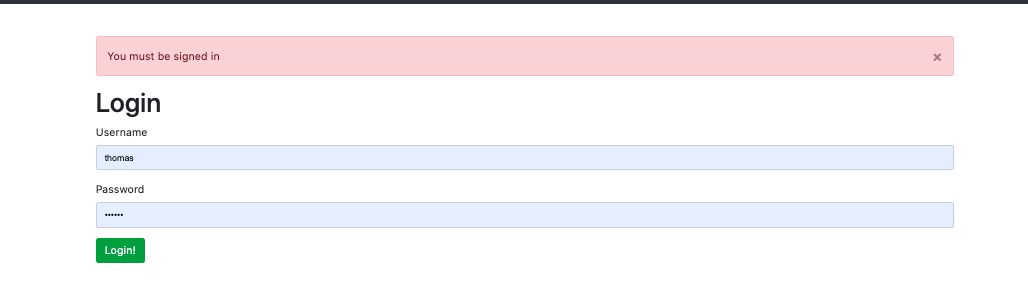 You must be signed in
×
Login
Username
thomas
Password
••••••
Login!